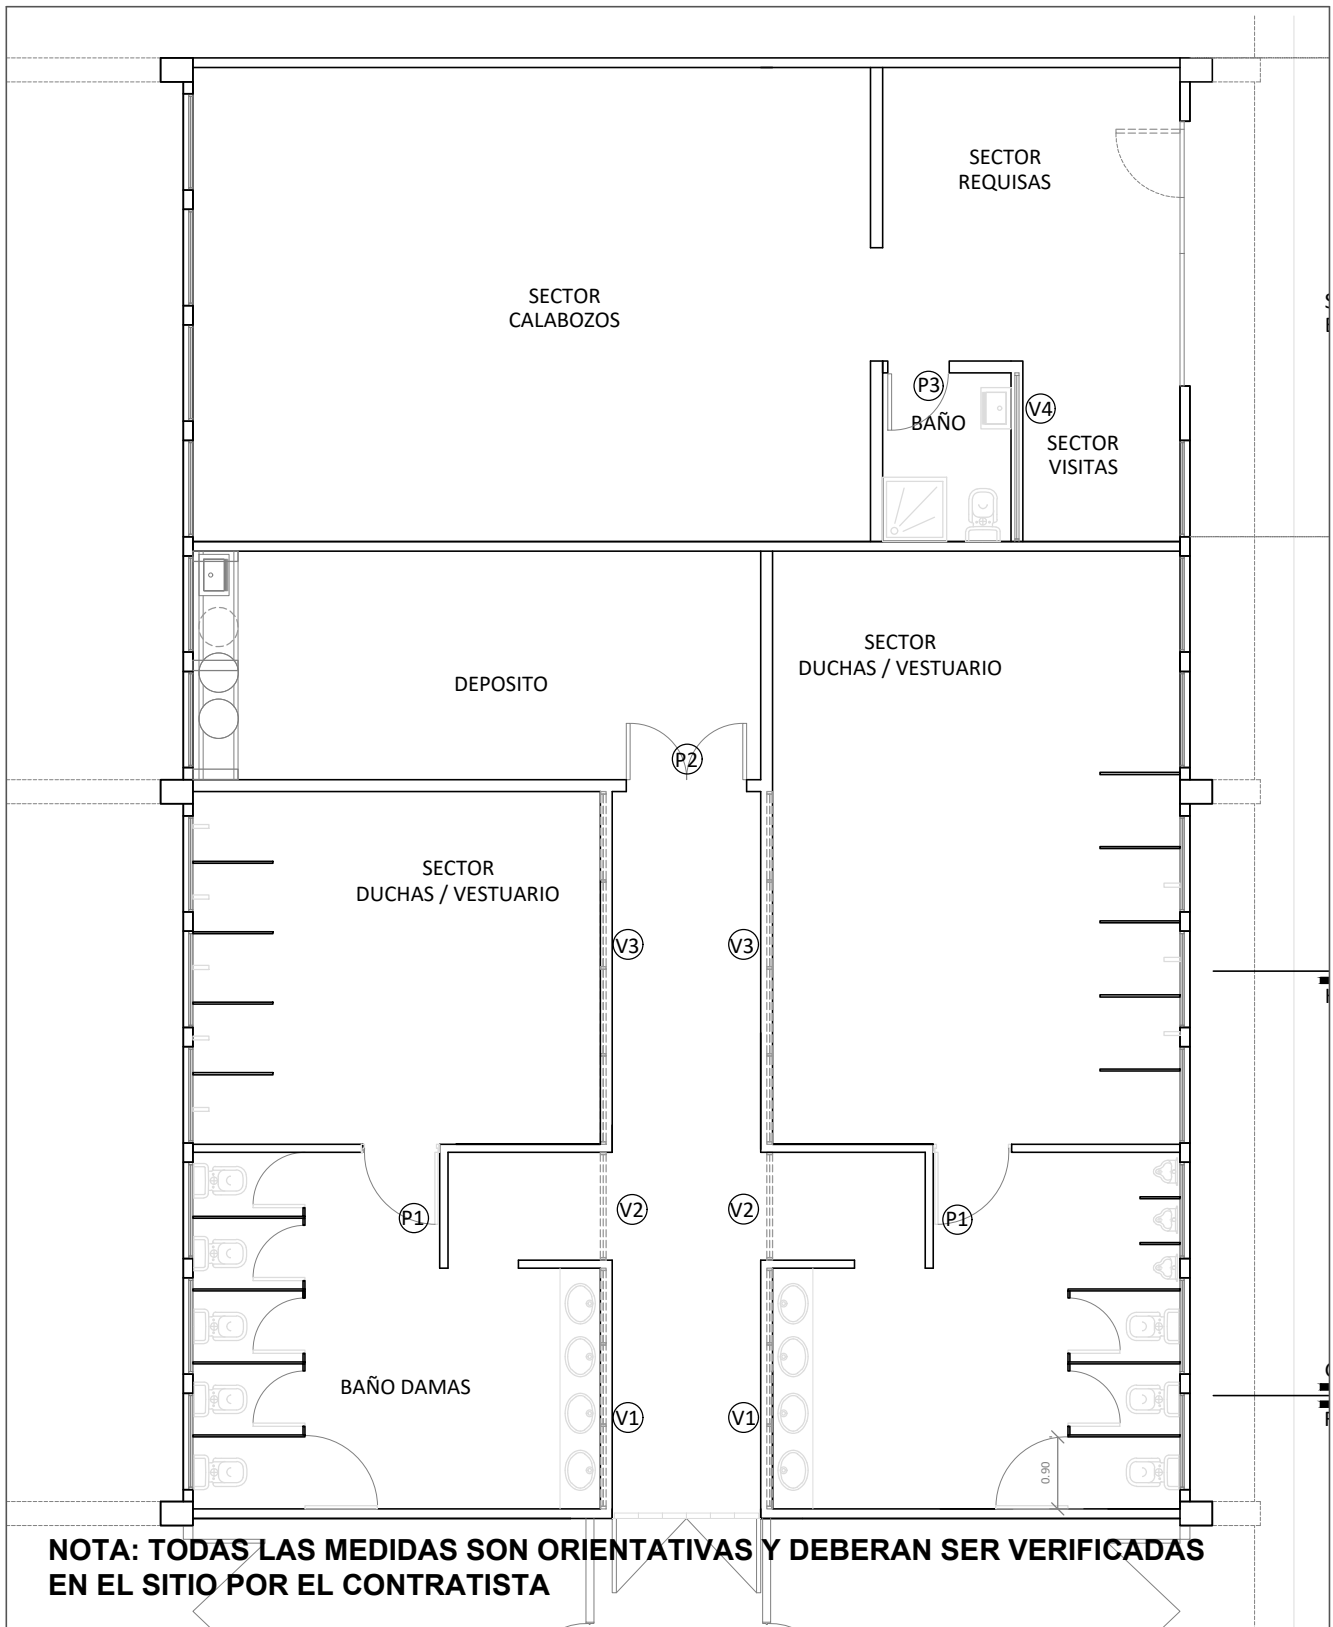 SECTOR
REQUISAS
SECTOR
CALABOZOS
P3
BAÑO
V4
SECTOR
VISITAS
SECTOR
DUCHAS / VESTUARIO
DEPOSITO
P2
SECTOR
DUCHAS / VESTUARIO
V3
V3
P1
V2
V2
P1
BAÑO DAMAS
V1
V1
0.90
NOTA: TODAS LAS MEDIDAS SON ORIENTATIVAS Y DEBERAN SER VERIFICADAS
EN EL SITIO POR EL CONTRATISTA